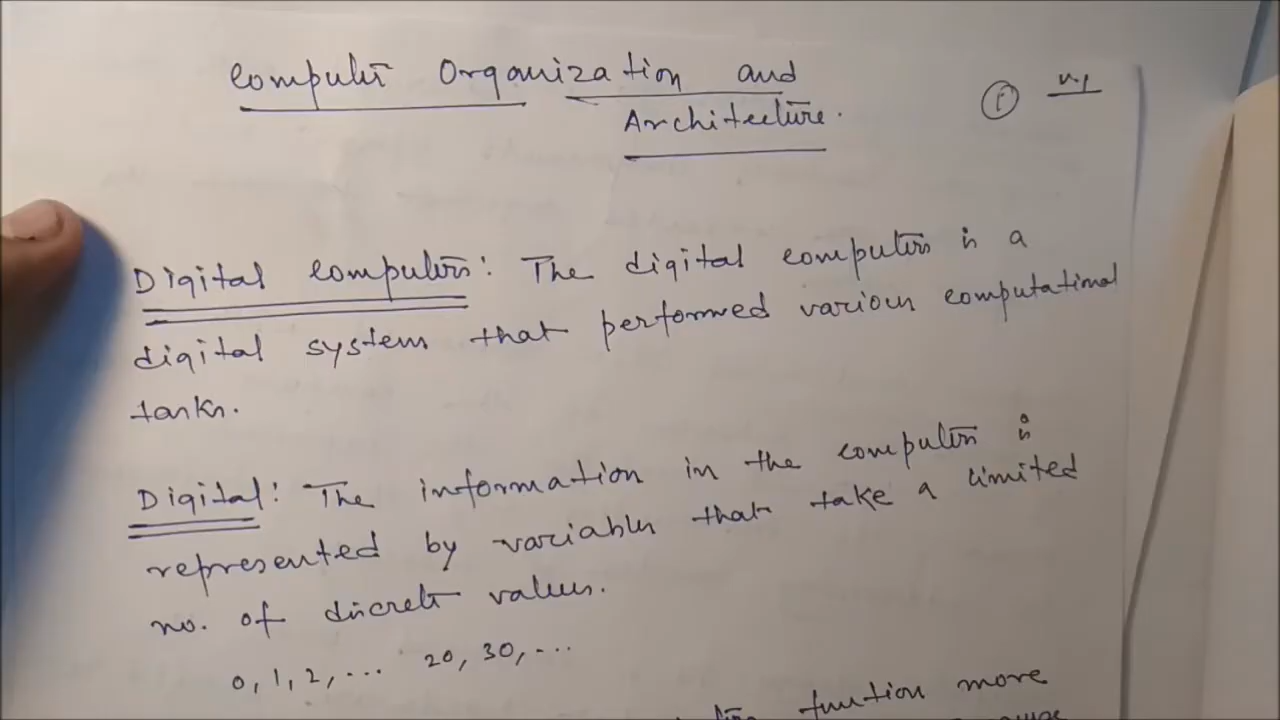 Computer Organization and
Architecture.
Digital computers: The digital computers is a
digital system that performed various computational
tasks.
Digital: The information in the computer is
represented by variables that take a limited
no. of discrete values.
0, 1, 2, ... 20, 30, ...
function more